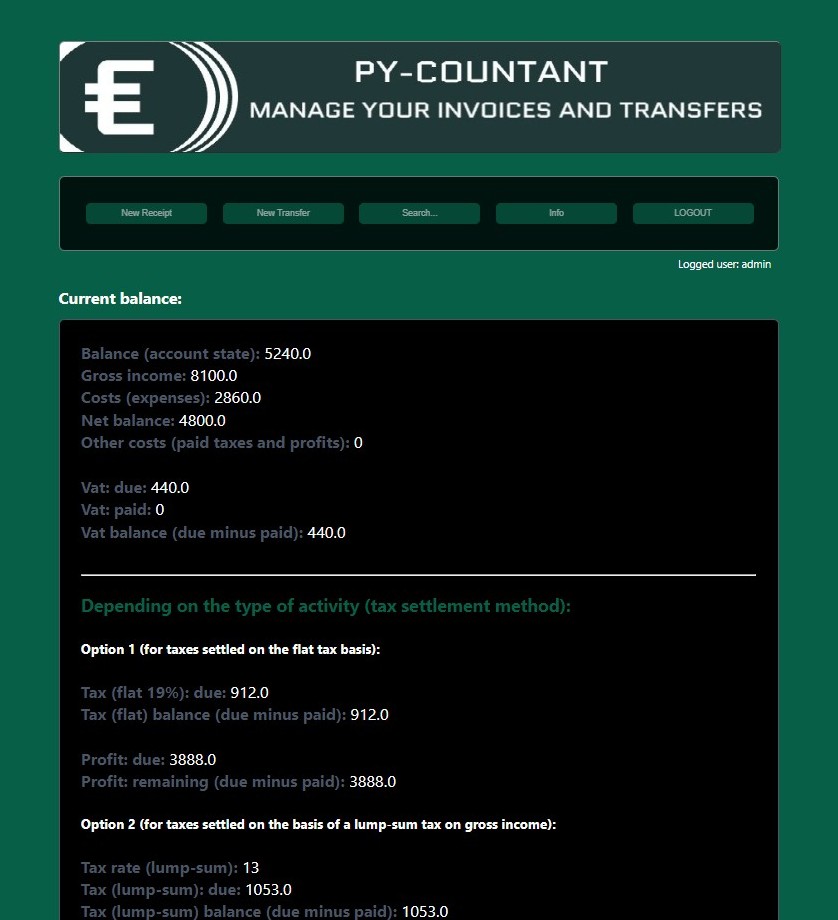 €
PY-COUNTANT
MANAGE YOUR INVOICES AND TRANSFERS
New Receipt
New Transfer
Search...
Info
LOGOUT
Logged user: admin
Current balance:
Balance (account state): 5240.0
Gross income: 8100.0
Costs (expenses): 2860.0
Net balance: 4800.0
Other costs (paid taxes and profits): 0
Vat: due: 440.0
Vat: paid: 0
Vat balance (due minus paid): 440.0
Depending on the type of activity (tax settlement method):
Option 1 (for taxes settled on the flat tax basis):
Tax (flat 19%): due: 912.0
Tax (flat) balance (due minus paid): 912.0
Profit: due: 3888.0
Profit: remaining (due minus paid): 3888.0
Option 2 (for taxes settled on the basis of a lump-sum tax on gross income):
Tax rate (lump-sum): 13
Tax (lump-sum): due: 1053.0
Tax (lump-sum) balance (due minus paid): 1053.0